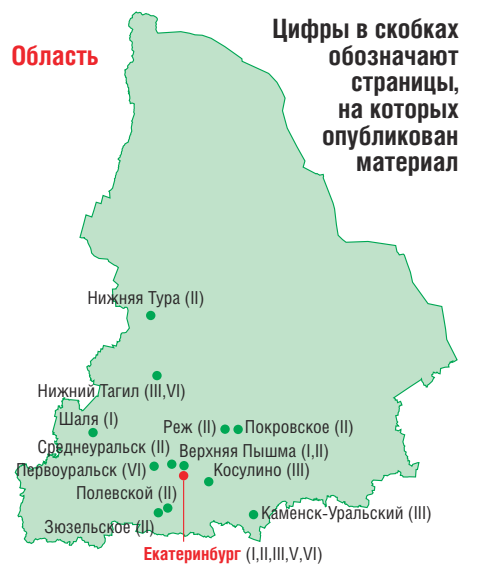 Область
Цифры в скобках
обозначают
страницы,
на которых
опубликован
материал
Нижняя Тура (II)
Нижний Тагил (III,VI)
Шаля (I)
Реж (II)
Покровское (II)
Среднеуральск (II)
Верхняя Пышма (I,II)
Первоуральск (VI)
Косулино (III)
Полевской (II)
Зюзельское (II)
Каменск-Уральский (III)
Екатеринбург (I,II,III,V,VI)